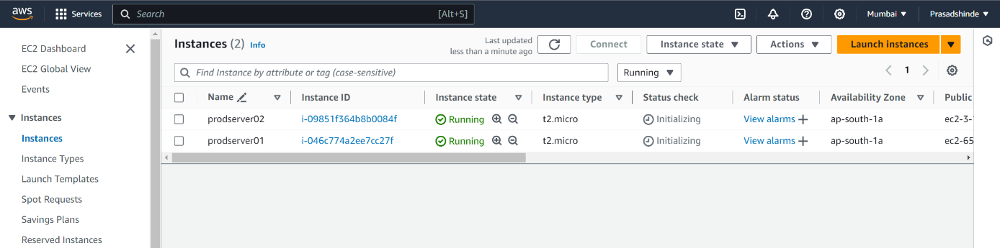 aws Services Search [Alt+S] Mumbai Prasadshinde
EC2 Dashboard
EC2 Global View
Events
Instances
Instances
Instance Types
Launch Templates
Spot Requests
Savings Plans
Reserved Instances
Instances (2) Info
Last updated
less than a minute ago
Connect Instance state Actions Launch instances
Find Instance by attribute or tag (case-sensitive) Running 1
Name Instance ID Instance state Instance type Status check Alarm status Availability Zone Public
prodserver02 i-09851f364b8b0084f Running t2.micro Initializing View alarms ap-south-1a ec2-3-
prodserver01 i-046c774a2ee7cc27f Running t2.micro Initializing View alarms ap-south-1a ec2-65